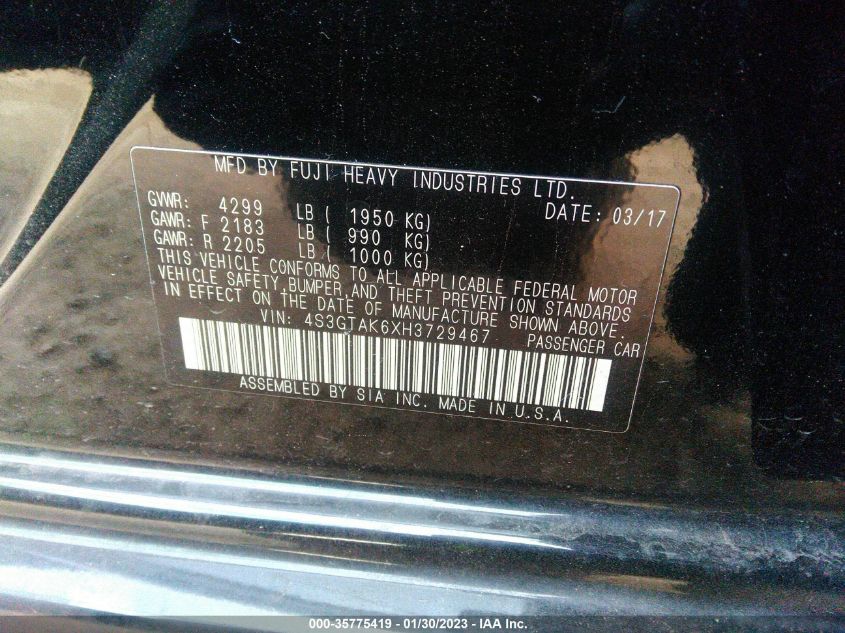 MFD BY FUJI HEAVY INDUSTRIES LTD.
GVWR: 4299 LB ( 1950 KG) DATE: 03/17
GAWR: F 2183 LB ( 990 KG)
GAWR: R 2205 LB ( 1000 KG)
THIS VEHICLE CONFORMS TO ALL APPLICABLE FEDERAL MOTOR
VEHICLE SAFETY, BUMPER, AND THEFT PREVENTION STANDARDS
IN EFFECT ON THE DATE OF MANUFACTURE SHOWN ABOVE.
VIN: 4S3GTAK6XH3729467 PASSENGER CAR
ASSEMBLED BY SIA INC. MADE IN U.S.A.
000-35775419 - 01/30/2023 - IAA Inc.